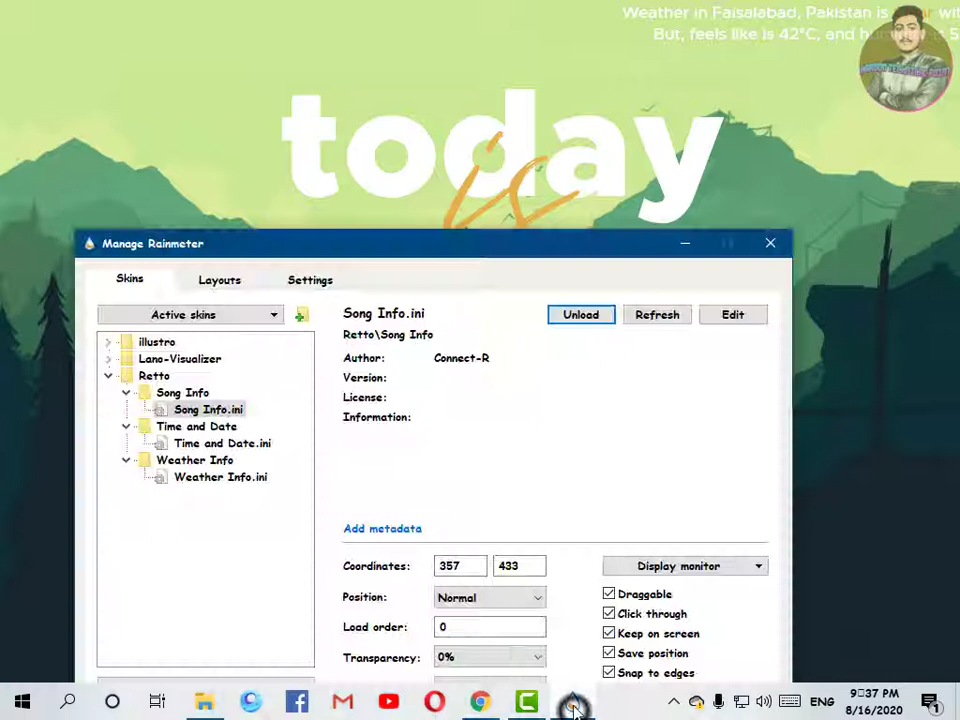 Weather in Faisalabad, Pakistan is
But, feels like is 42°C, and
today
is
Manage Rainmeter
Skins
Layouts
Settings
Active skins
Song Info.ini
Unload
Refresh
Edit
Retto\Song Info
illustro
Lano-Visualizer
Retto
Song Info
Song Info.ini
Time and Date
Time and Date.ini
Weather Info
Weather Info.ini
Author: Connect-R
Version:
License:
Information:
Add metadata
Coordinates: 357 433
Display monitor
Position: Normal
Load order: 0
Transparency: 0%
Draggable
Click through
Keep on screen
Save position
Snap to edges
ENG
9:37 PM
8/16/2020
1